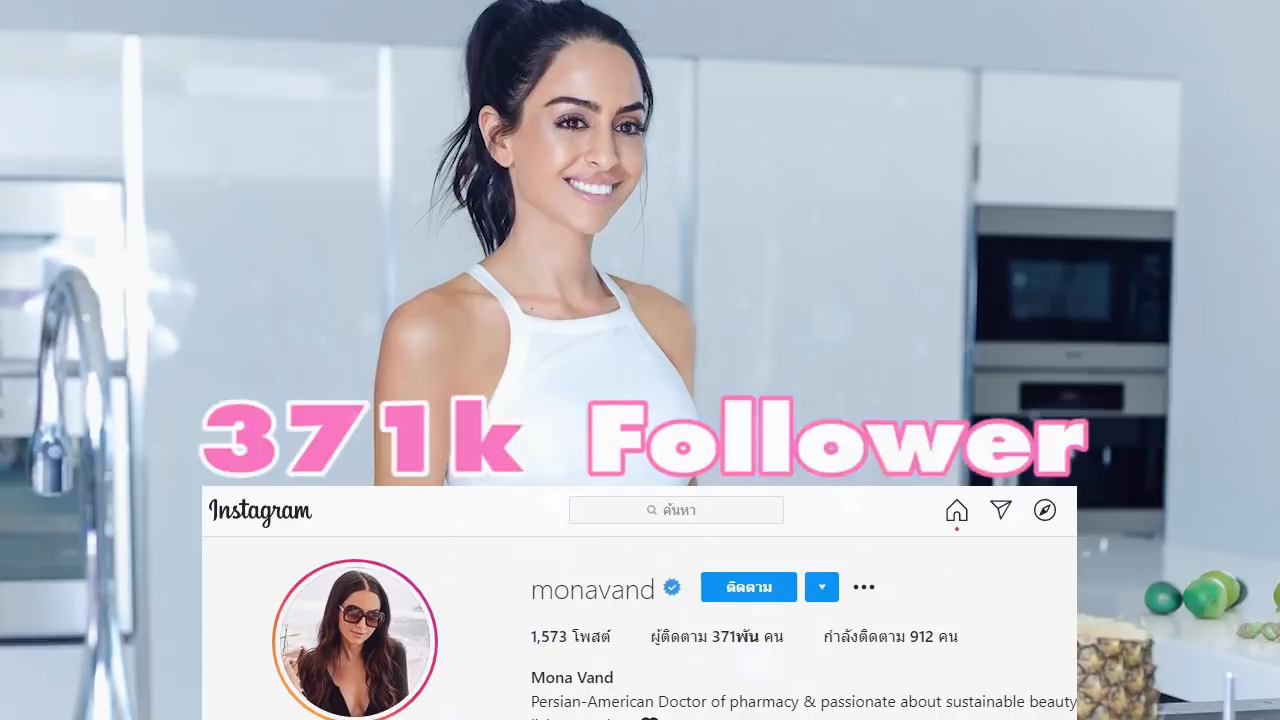 371k Follower
Instagram
ค้นหา
monavand
ติดตาม
1,573 โพสต์ ผู้ติดตาม 371พัน คน กำลังติดตาม 912 คน
Mona Vand
Persian-American Doctor of pharmacy & passionate about sustainable beauty